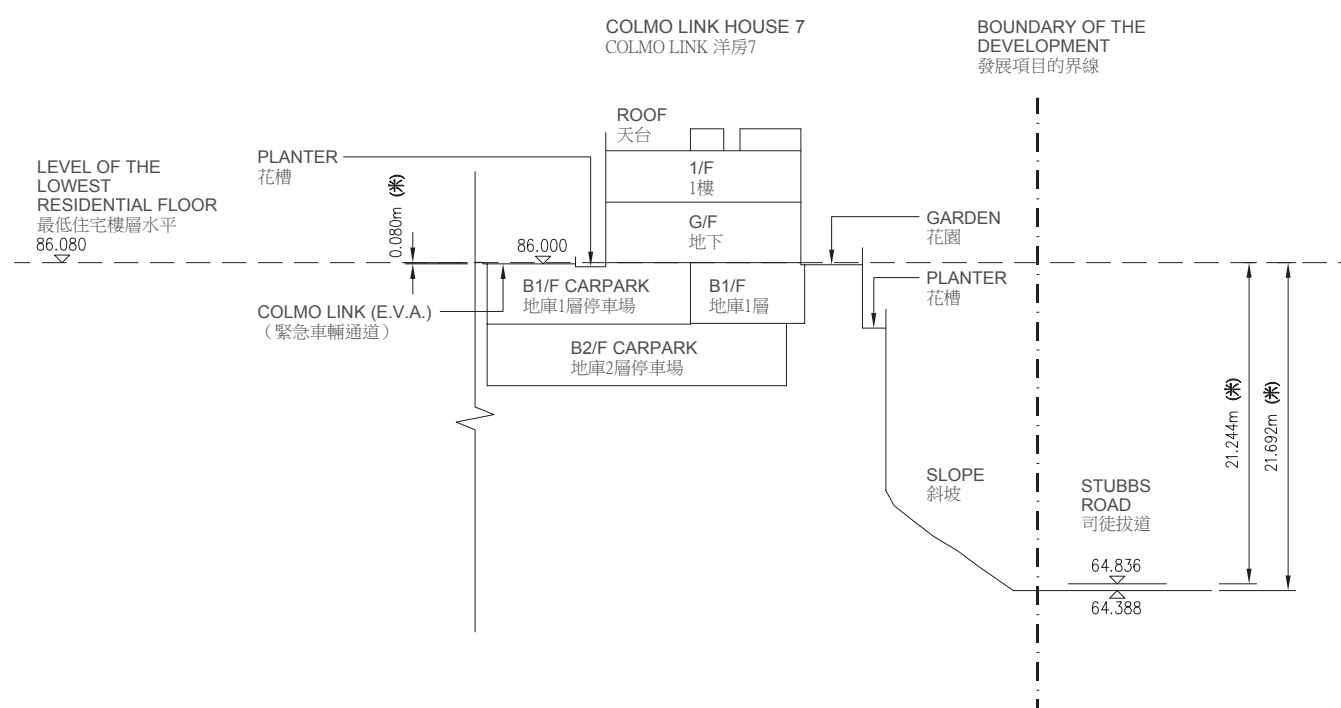 COLMO LINK HOUSE 7
COLMO LINK 洋房7
BOUNDARY OF THE
DEVELOPMENT
發展項目的界線
ROOF
天台
PLANTER
花槽
1/F
1樓
LEVEL OF THE
LOWEST
RESIDENTIAL FLOOR
最低住宅樓層水平
86.080
0.080m (米)
86.000
G/F
地下
GARDEN
花園
PLANTER
花槽
B1/F CARPARK
地庫1層停車場
B1/F
地庫1層
COLMO LINK (E.V.A.)
(緊急車輛通道)
B2/F CARPARK
地庫2層停車場
21.244m (米)
21.692m (米)
SLOPE
斜坡
STUBBS
ROAD
司徒拔道
64.836
64.388